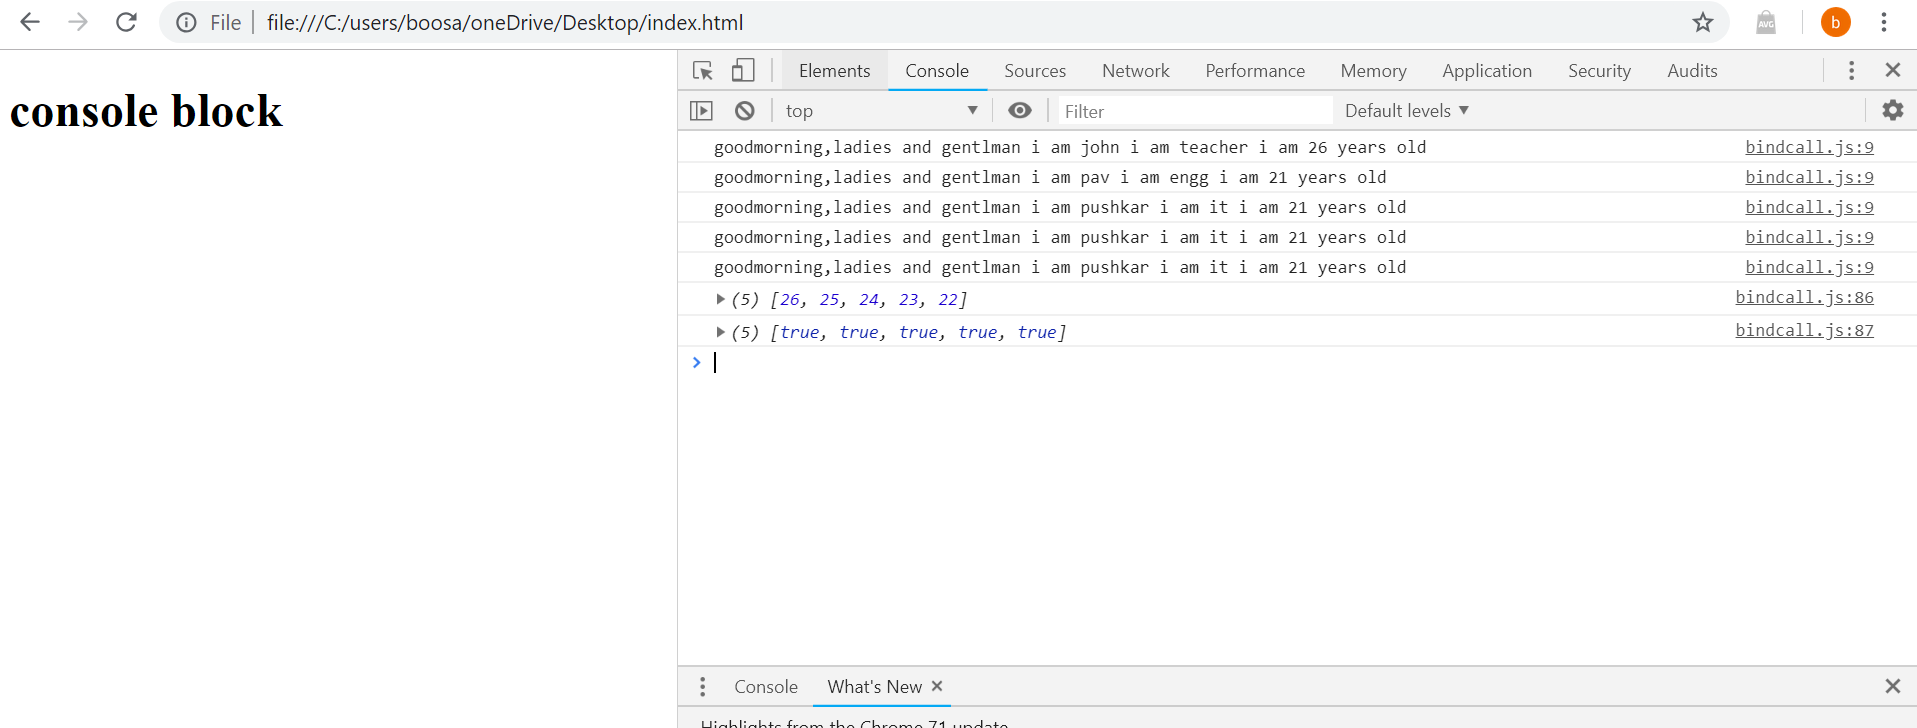 File file:///C:/users/boosa/oneDrive/Desktop/index.html AVG b
console block
Elements Console Sources Network Performance Memory Application Security Audits
top Filter Default levels
goodmorning,ladies and gentlman i am john i am teacher i am 26 years old bindcall.js:9
goodmorning,ladies and gentlman i am pav i am engg i am 21 years old bindcall.js:9
goodmorning,ladies and gentlman i am pushkar i am it i am 21 years old bindcall.js:9
goodmorning,ladies and gentlman i am pushkar i am it i am 21 years old bindcall.js:9
goodmorning,ladies and gentlman i am pushkar i am it i am 21 years old bindcall.js:9
(5) [26, 25, 24, 23, 22] bindcall.js:86
(5) [true, true, true, true, true] bindcall.js:87
Console What's New
Highlights from the Chrome 71 update